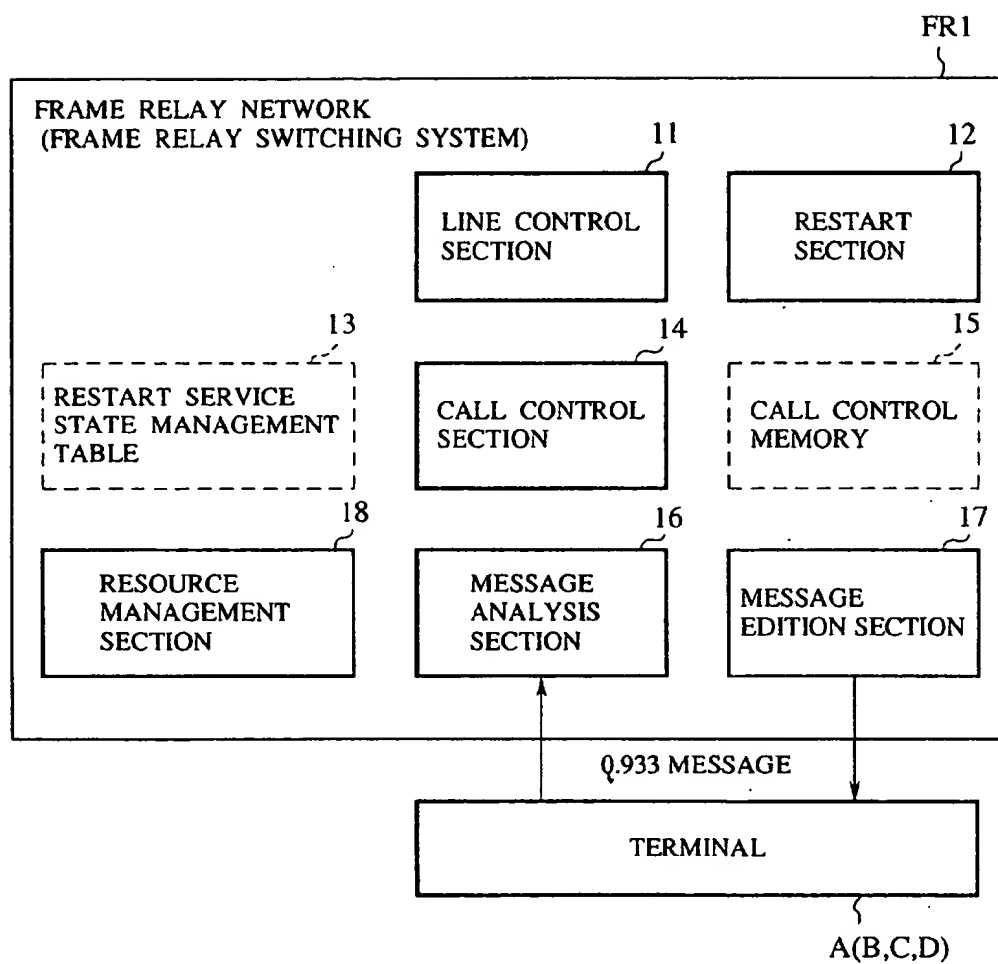 FR1
FRAME RELAY NETWORK
(FRAME RELAY SWITCHING SYSTEM)
11
LINE CONTROL
SECTION
12
RESTART
SECTION
13
RESTART SERVICE
STATE MANAGEMENT
TABLE
14
CALL CONTROL
SECTION
15
CALL CONTROL
MEMORY
18
RESOURCE
MANAGEMENT
SECTION
16
MESSAGE
ANALYSIS
SECTION
17
MESSAGE
EDITION SECTION
Q.933 MESSAGE
TERMINAL
A(B,C,D)